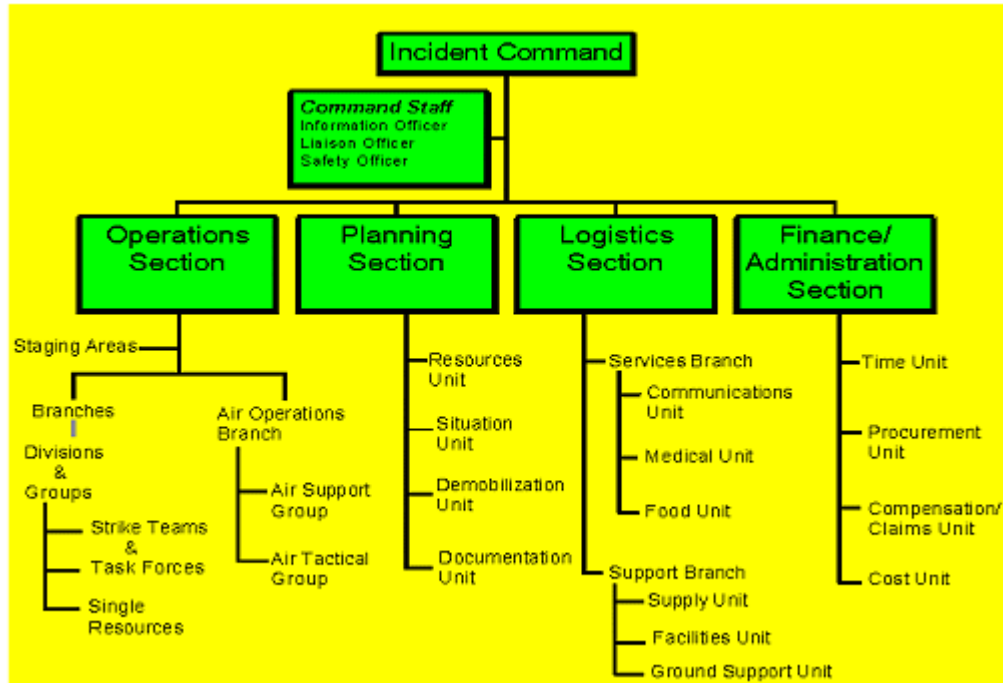 Incident Command
Command Staff
Information Officer
Liaison Officer
Safety Officer
Operations
Section
Planning
Section
Logistics
Section
Finance/
Administration
Section
Staging Areas
Branches
Divisions
&
Groups
Strike Teams
&
Task Forces
Single
Resources
Air Operations
Branch
Air Support
Group
Air Tactical
Group
Resources
Unit
Situation
Unit
Demobilization
Unit
Documentation
Unit
Services Branch
Communications
Unit
Medical Unit
Food Unit
Support Branch
Supply Unit
Facilities Unit
Ground Support Unit
Time Unit
Procurement
Unit
Compensation/
Claims Unit
Cost Unit